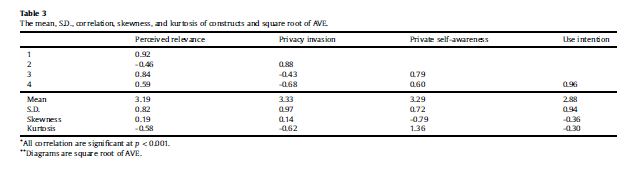 Table 3
The mean, S.D., correlation, skewness, and kurtosis of constructs and square root of AVE.
Perceived relevance Privacy invasion Private self-awareness Use intention
1 0.92
2 -0.46 0.88
3 0.84 -0.43 0.79
4 0.59 -0.68 0.60 0.96
Mean 3.19 3.33 3.29 2.88
S.D. 0.82 0.97 0.72 0.94
Skewness 0.19 0.14 -0.79 -0.36
Kurtosis -0.58 -0.62 1.36 -0.30
*All correlation are significant at p < 0.001.
**Diagrams are square root of AVE.